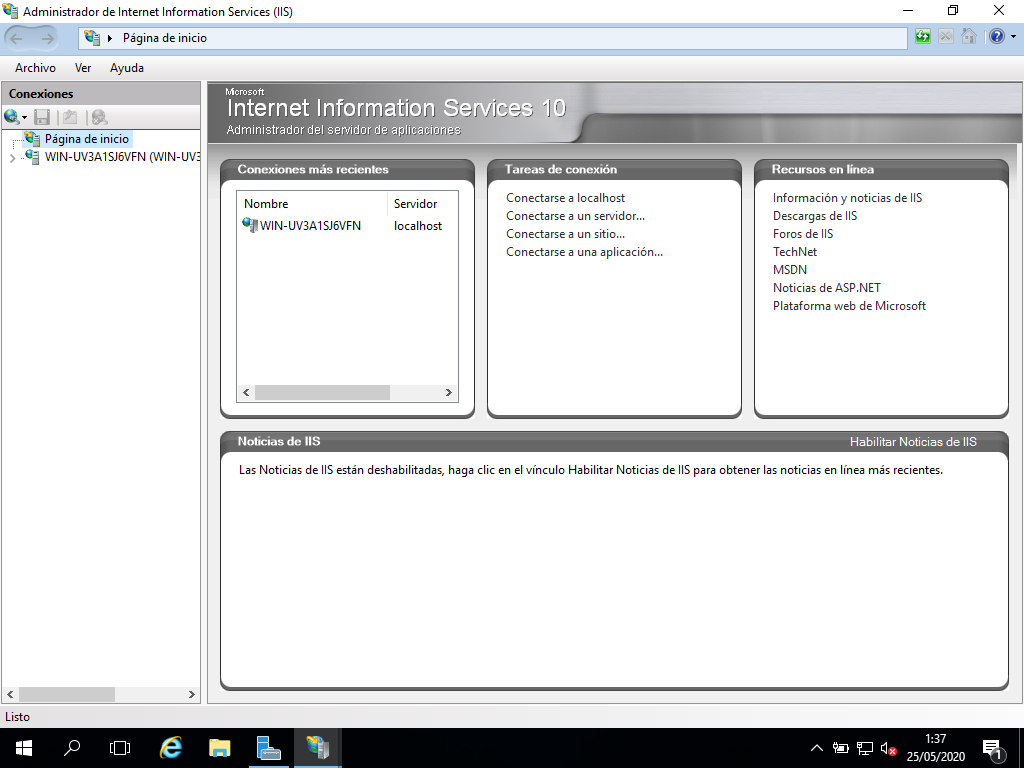 Administrador de Internet Information Services (IIS)
Página de inicio
Archivo Ver Ayuda
Conexiones
Página de inicio
WIN-UV3A1SJ6VFN (WIN-UV3
Microsoft
Internet Information Services 10
Administrador del servidor de aplicaciones
Conexiones más recientes
Nombre Servidor
WIN-UV3A1SJ6VFN localhost
Tareas de conexión
Conectarse a localhost
Conectarse a un servidor...
Conectarse a un sitio...
Conectarse a una aplicación...
Recursos en línea
Información y noticias de IIS
Descargas de IIS
Foros de IIS
TechNet
MSDN
Noticias de ASP.NET
Plataforma web de Microsoft
Noticias de IIS Habilitar Noticias de IIS
Las Noticias de IIS están deshabilitadas, haga clic en el vínculo Habilitar Noticias de IIS para obtener las noticias en línea más recientes.
Listo
1:37
25/05/2020
1